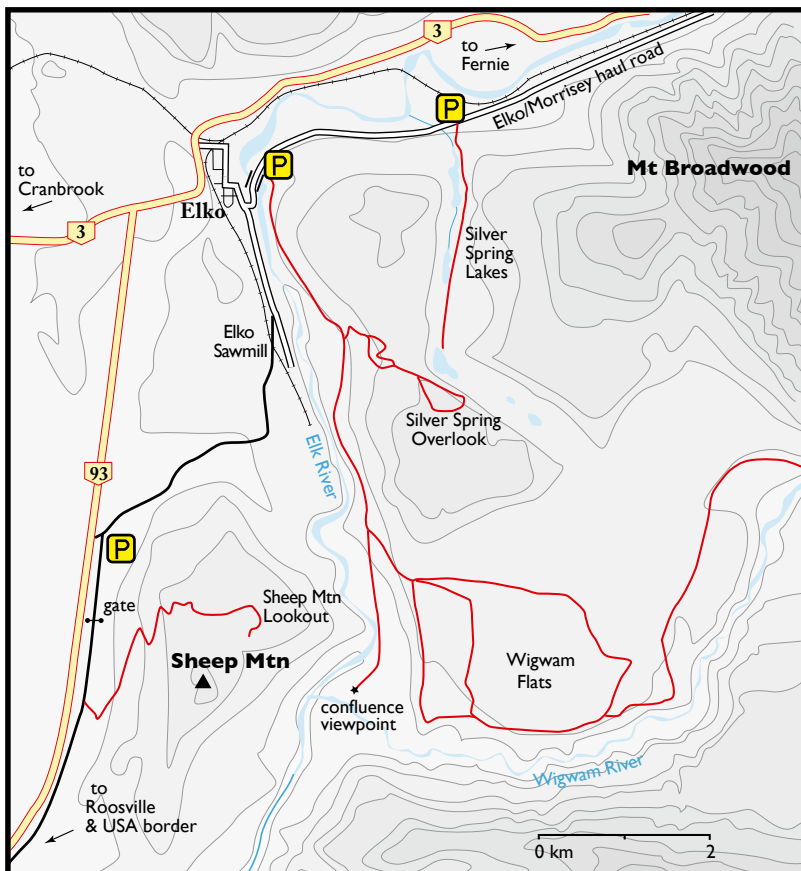 3
to
Fernie
Elko/Morrisey haul road
P
P
to
Cranbrook
Elko
Mt Broadwood
3
Silver
Spring
Lakes
Elko
Sawmill
Silver Spring
Overlook
Elk River
93
P
gate
Sheep Mtn
Lookout
Sheep Mtn
Wigwam
Flats
confluence
viewpoint
Wigwam River
to
Roosville
& USA border
0 km 2